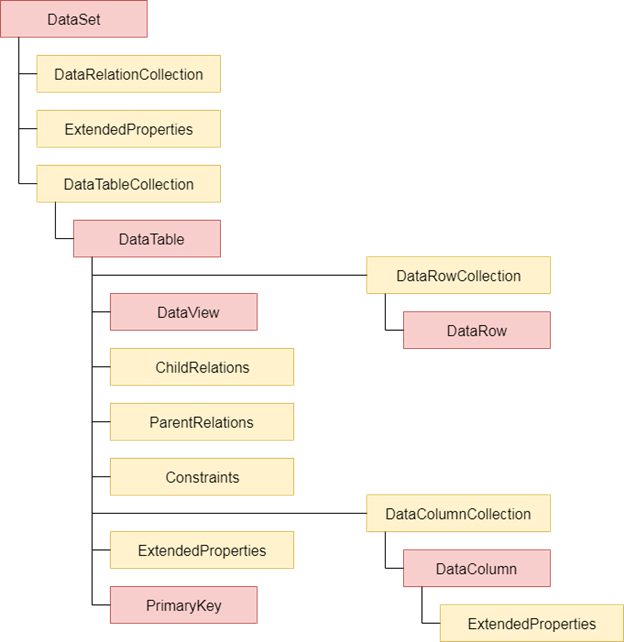 DataSet
DataRelationCollection
ExtendedProperties
DataTableCollection
DataTable
DataRowCollection
DataView
DataRow
ChildRelations
ParentRelations
Constraints
DataColumnCollection
ExtendedProperties
DataColumn
PrimaryKey
ExtendedProperties